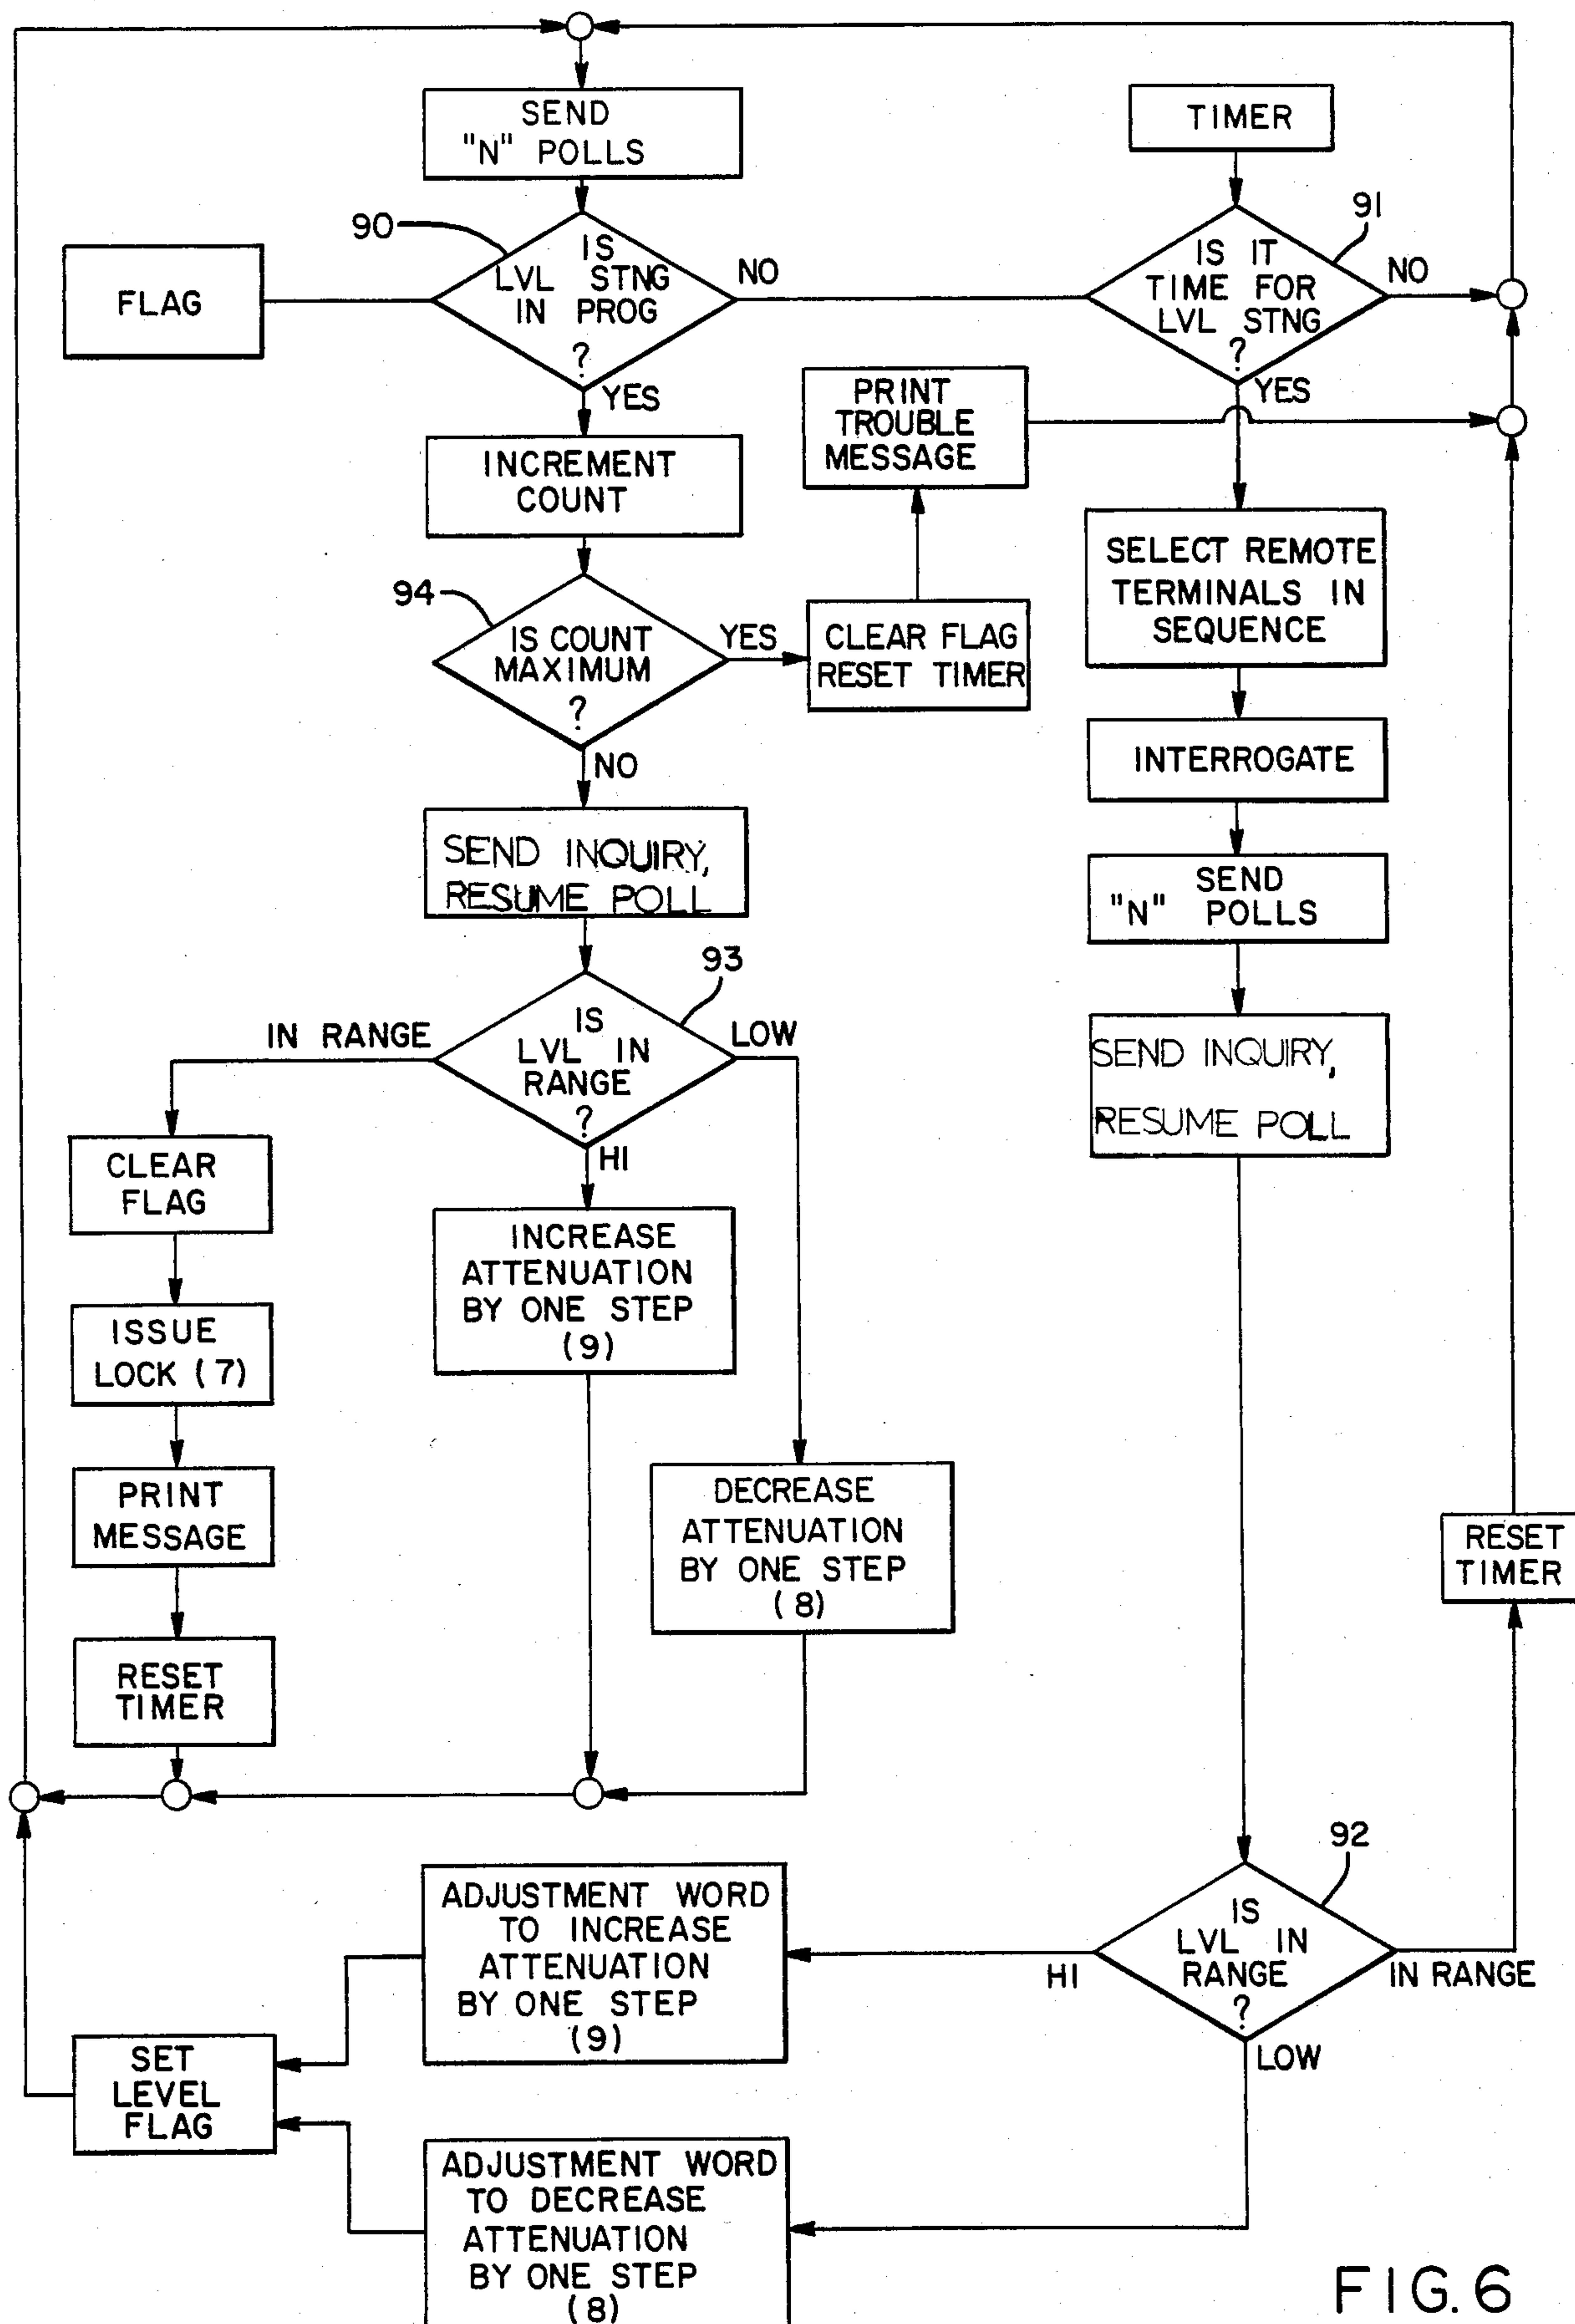 SEND
"N" POLLS
TIMER
90
91
FLAG
IS
LVL STNG
IN PROG
?
NO
YES
IS IT
TIME FOR
LVL STNG
?
NO
YES
INCREMENT
COUNT
PRINT
TROUBLE
MESSAGE
94
IS COUNT
MAXIMUM
?
YES
NO
CLEAR FLAG
RESET TIMER
SELECT REMOTE
TERMINALS IN
SEQUENCE
INTERROGATE
SEND
"N" POLLS
SEND INQUIRY,
RESUME POLL
SEND INQUIRY,
RESUME POLL
93
IS
LVL IN
RANGE
?
IN RANGE
LOW
HI
CLEAR
FLAG
ISSUE
LOCK (7)
PRINT
MESSAGE
RESET
TIMER
INCREASE
ATTENUATION
BY ONE STEP
(9)
DECREASE
ATTENUATION
BY ONE STEP
(8)
RESET
TIMER
92
IS
LVL IN
RANGE
?
HI
IN RANGE
LOW
ADJUSTMENT WORD
TO INCREASE
ATTENUATION
BY ONE STEP
(9)
SET
LEVEL
FLAG
ADJUSTMENT WORD
TO DECREASE
ATTENUATION
BY ONE STEP
(8)
FIG. 6